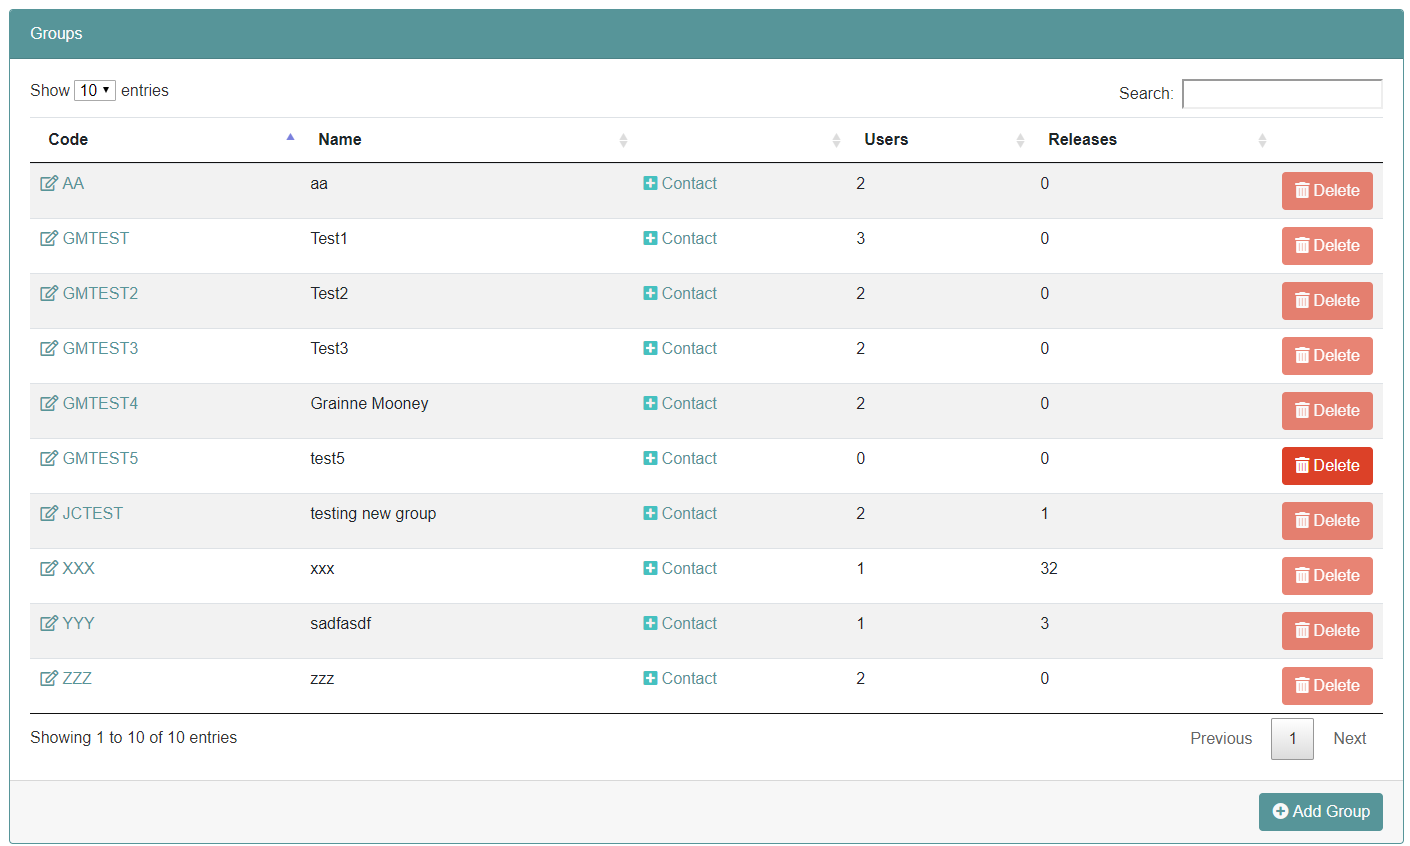 Groups
Show 10 entries Search:
Code Name Users Releases
AA aa Contact 2 0 Delete
GMTEST Test1 Contact 3 0 Delete
GMTEST2 Test2 Contact 2 0 Delete
GMTEST3 Test3 Contact 2 0 Delete
GMTEST4 Grainne Mooney Contact 2 0 Delete
GMTEST5 test5 Contact 0 0 Delete
JCTEST testing new group Contact 2 1 Delete
XXX xxx Contact 1 32 Delete
YYY sadfasdf Contact 1 3 Delete
ZZZ zzz Contact 2 0 Delete
Showing 1 to 10 of 10 entries Previous 1 Next
Add Group